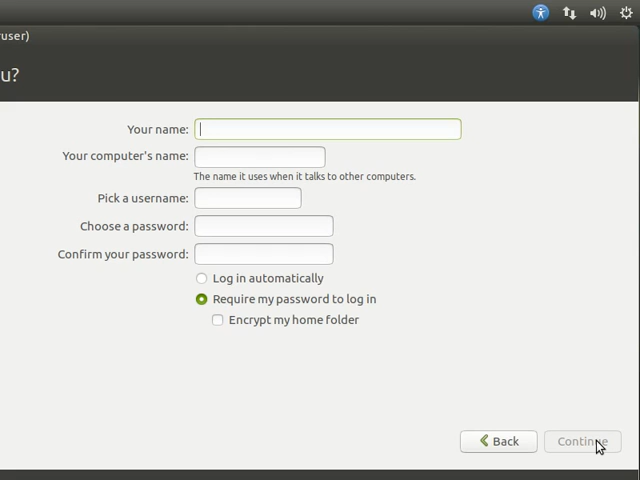 ruser)
u?
Your name:
Your computer's name:
The name it uses when it talks to other computers.
Pick a username:
Choose a password:
Confirm your password:
Log in automatically
Require my password to log in
Encrypt my home folder
Back Continue